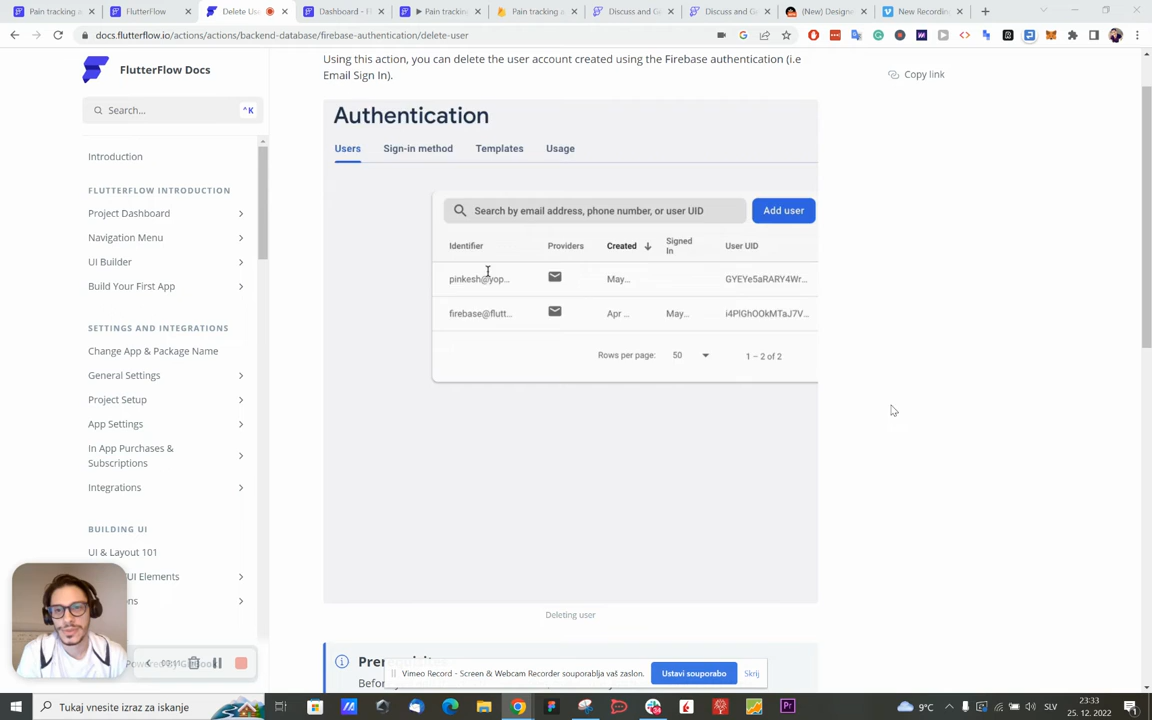 Pain tracking a
FlutterFlow
Delete Us
Dashboard - F
Pain tracking
Pain tracking a
Discuss and G
Discuss and G
(New) Designe
New Recordin
docs.flutterflow.io/actions/actions/backend-database/firebase-authentication/delete-user
FlutterFlow Docs
Search...
^K
Introduction
FLUTTERFLOW INTRODUCTION
Project Dashboard
Navigation Menu
UI Builder
Build Your First App
SETTINGS AND INTEGRATIONS
Change App & Package Name
General Settings
Project Setup
App Settings
In App Purchases &
Subscriptions
Integrations
BUILDING UI
UI & Layout 101
UI Elements
ons
Using this action, you can delete the user account created using the Firebase authentication (i.e
Email Sign In).
Copy link
Authentication
Users Sign-in method Templates Usage
Search by email address, phone number, or user UID
Add user
Identifier Providers Created Signed In User UID
pinkesh@yop... May... GYEYe5aRARY4Wr...
firebase@flutt... Apr ... May... i4PIGhOOkMTaJ7V...
Rows per page: 50 1 – 2 of 2
Deleting user
Vimeo Record - Screen & Webcam Recorder souporablja vaš zaslon.
Ustavi souporabo
Skrij
Tukaj vnesite izraz za iskanje
9°C
SLV
23:33
25. 12. 2022